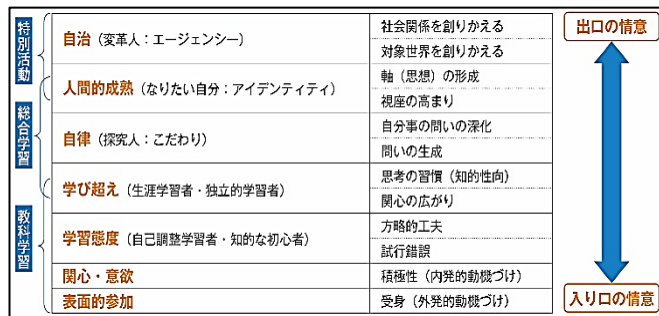 特別活動
総合学習
教科学習
自治（変革人：エージェンシー）
社会関係を創りかえる
対象世界を創りかえる
人間的成熟（なりたい自分：アイデンティティ）
軸（思想）の形成
視座の高まり
自律（探究人：こだわり）
自分事の問いの深化
問いの生成
学び超え（生涯学習者・独立的学習者）
思考の習慣（知的性向）
関心の広がり
学習態度（自己調整学習者・知的な初心者）
方略的工夫
試行錯誤
関心・意欲
積極性（内発的動機づけ）
表面的参加
受身（外発的動機づけ）
出口の情意
入り口の情意